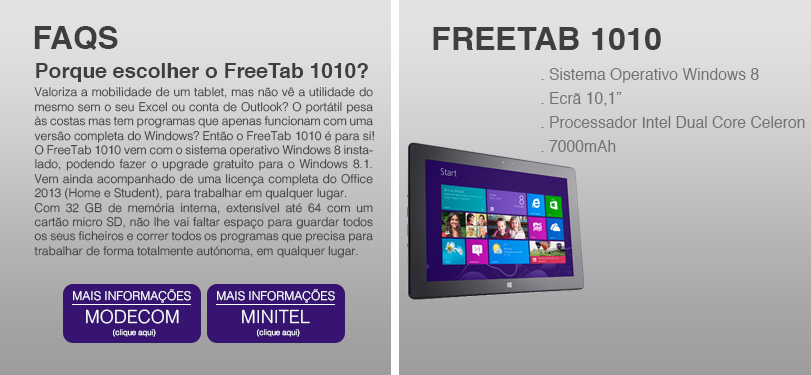 FAQS
Porque escolher o FreeTab 1010?
Valoriza a mobilidade de um tablet, mas não vê a utilidade do
mesmo sem o seu Excel ou conta de Outlook? O portátil pesa
às costas mas tem programas que apenas funcionam com uma
versão completa do Windows? Então o FreeTab 1010 é para si!
O FreeTab 1010 vem com o sistema operativo Windows 8 insta-
lado, podendo fazer o upgrade gratuito para o Windows 8.1.
Vem ainda acompanhado de uma licença completa do Office
2013 (Home e Student), para trabalhar em qualquer lugar.
Com 32 GB de memória interna, extensível até 64 com um
cartão micro SD, não lhe vai faltar espaço para guardar todos
os seus ficheiros e correr todos os programas que precisa para
trabalhar de forma totalmente autónoma, em qualquer lugar.
MAIS INFORMAÇÕES
MODECOM
(clique aqui)
MAIS INFORMAÇÕES
MINITEL
(clique aqui)
FREETAB 1010
. Sistema Operativo Windows 8
. Ecrã 10,1”
. Processador Intel Dual Core Celeron
. 7000mAh
Start
8